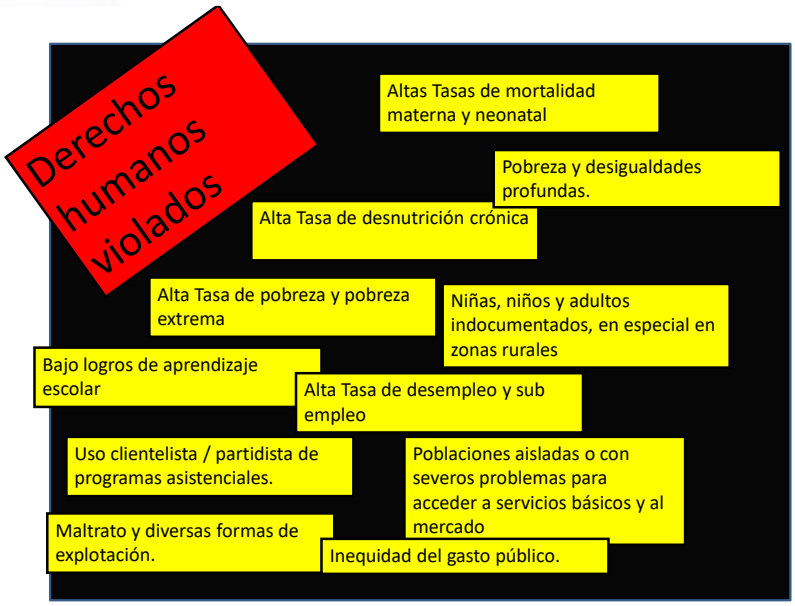 Derechos
humanos
violados
Altas Tasas de mortalidad
materna y neonatal
Pobreza y desigualdades
profundas.
Alta Tasa de desnutrición crónica
Alta Tasa de pobreza y pobreza
extrema
Niñas, niños y adultos
indocumentados, en especial en
zonas rurales
Bajo logros de aprendizaje
escolar
Alta Tasa de desempleo y sub
empleo
Uso clientelista / partidista de
programas asistenciales.
Poblaciones aisladas o con
severos problemas para
acceder a servicios básicos y al
mercado
Maltrato y diversas formas de
explotación.
Inequidad del gasto público.